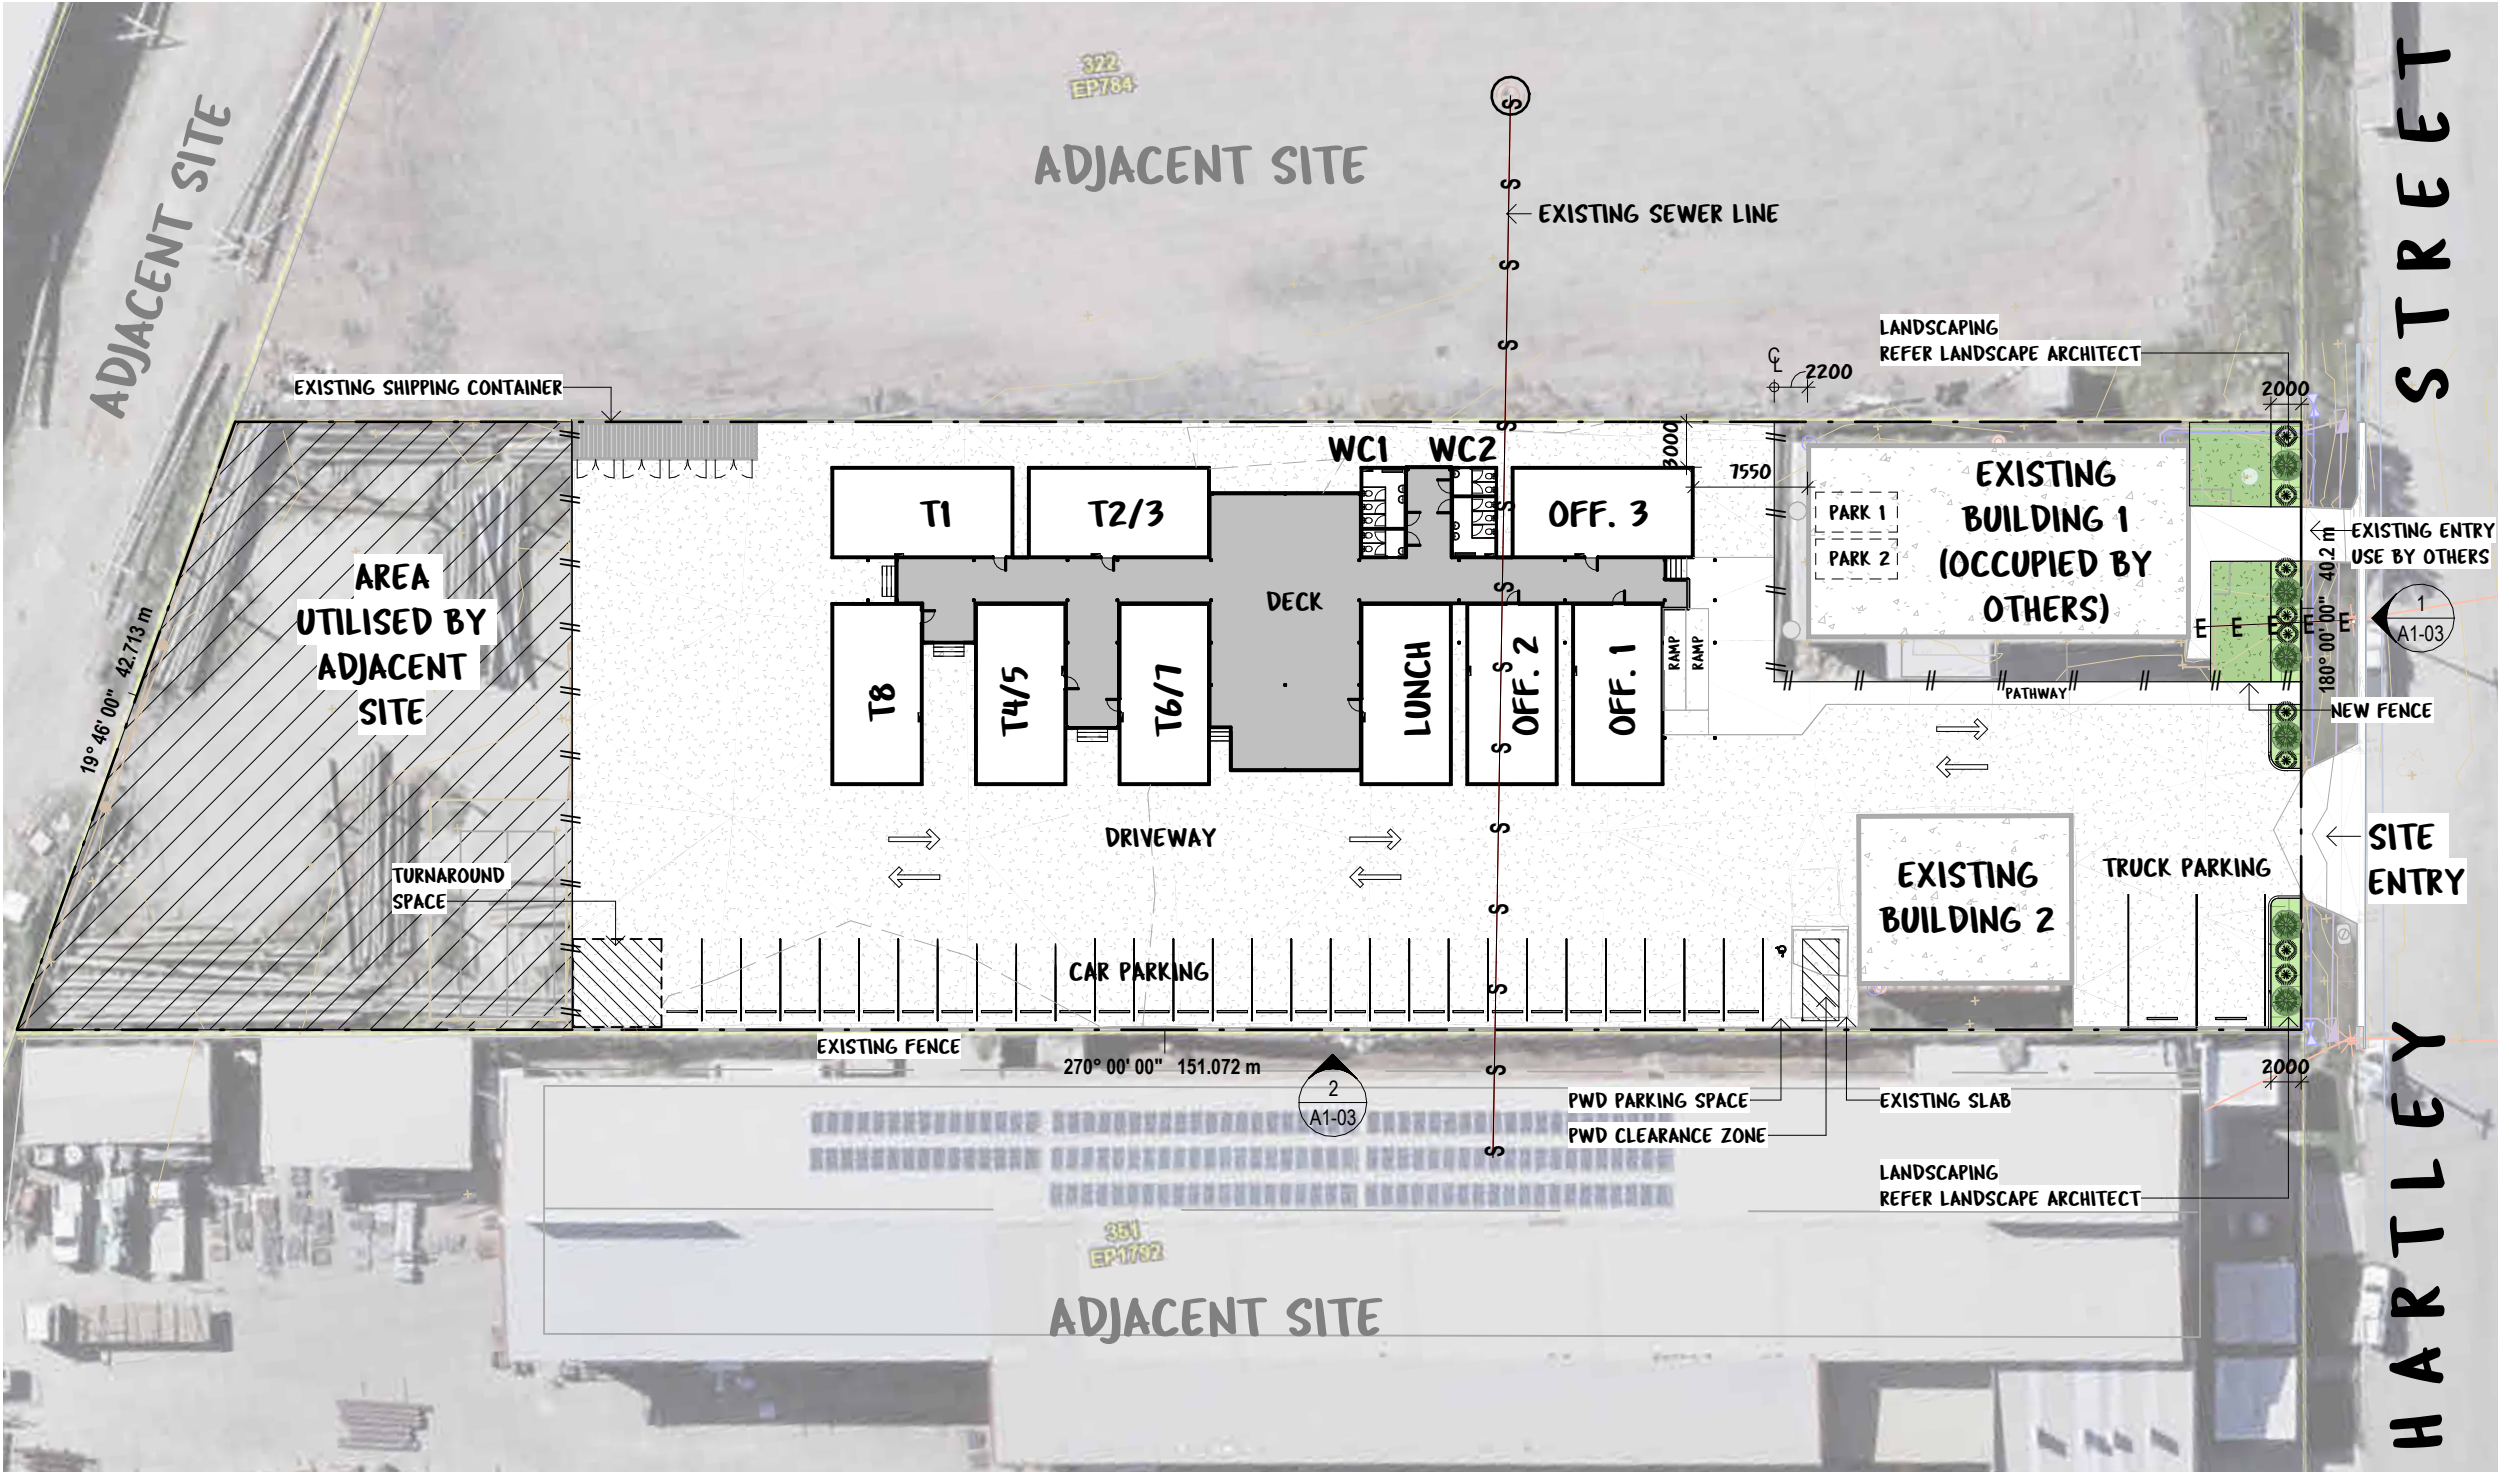 322
EP784
ADJACENT SITE
ADJACENT SITE
S
S
EXISTING SEWER LINE
S
S
STREET
LANDSCAPING
REFER LANDSCAPE ARCHITECT
℄
2200
2000
EXISTING SHIPPING CONTAINER
S
3000
7550
WC1
WC2
T1
T2/3
S
OFF. 3
PARK 1
PARK 2
EXISTING
BUILDING 1
(OCCUPIED BY
OTHERS)
EXISTING ENTRY
USE BY OTHERS
40.2 m
180° 00' 00"
1
A1-03
E
E
E
E
E
AREA
UTILISED BY
ADJACENT
SITE
19° 46' 00" 42.713 m
DECK
S
T8
T4/5
T6/7
LUNCH
S
OFF. 2
OFF. 1
RAMP
RAMP
PATHWAY
NEW FENCE
S
DRIVEWAY
S
SITE
ENTRY
TURNAROUND
SPACE
EXISTING
BUILDING 2
TRUCK PARKING
S
CAR PARKING
S
EXISTING FENCE
270° 00' 00" 151.072 m
2
A1-03
S
2000
PWD PARKING SPACE
EXISTING SLAB
PWD CLEARANCE ZONE
S
LANDSCAPING
REFER LANDSCAPE ARCHITECT
351
EP1792
ADJACENT SITE
HARTLEY